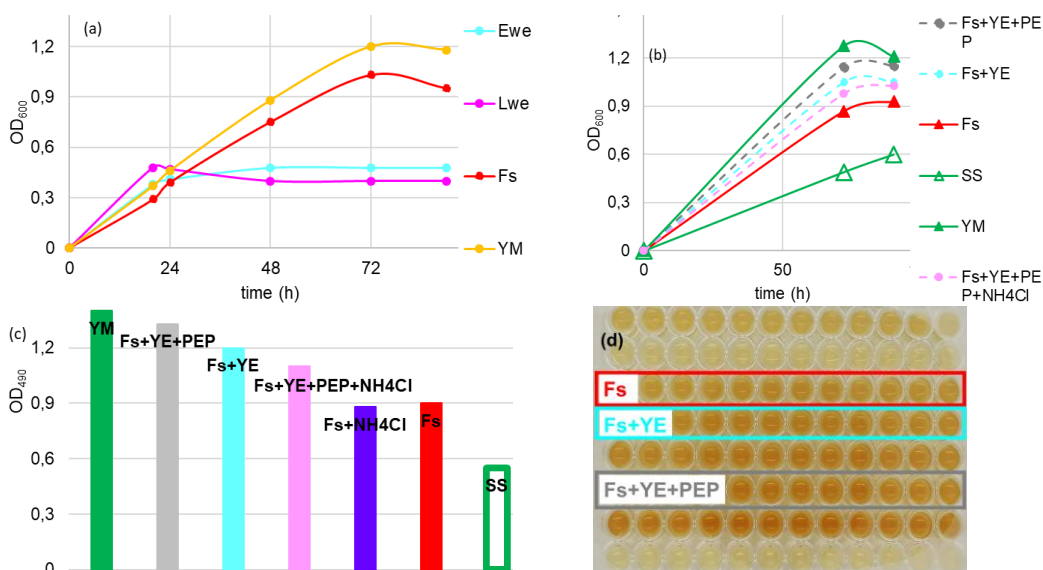 (a)
1,2
0,9
0,6
0,3
0
OD600
0
24
48
72
time (h)
Ewe
Lwe
Fs
YM
(b)
1,2
0,9
0,6
0,3
0
OD600
0
50
time (h)
Fs+YE+PE
P
Fs+YE
Fs
SS
YM
Fs+YE+PE
P+NH4Cl
(c)
1,2
0,9
0,6
0,3
OD490
YM
Fs+YE+PEP
Fs+YE
Fs+YE+PEP+NH4Cl
Fs+NH4Cl
Fs
SS
(d)
Fs
Fs+YE
Fs+YE+PEP